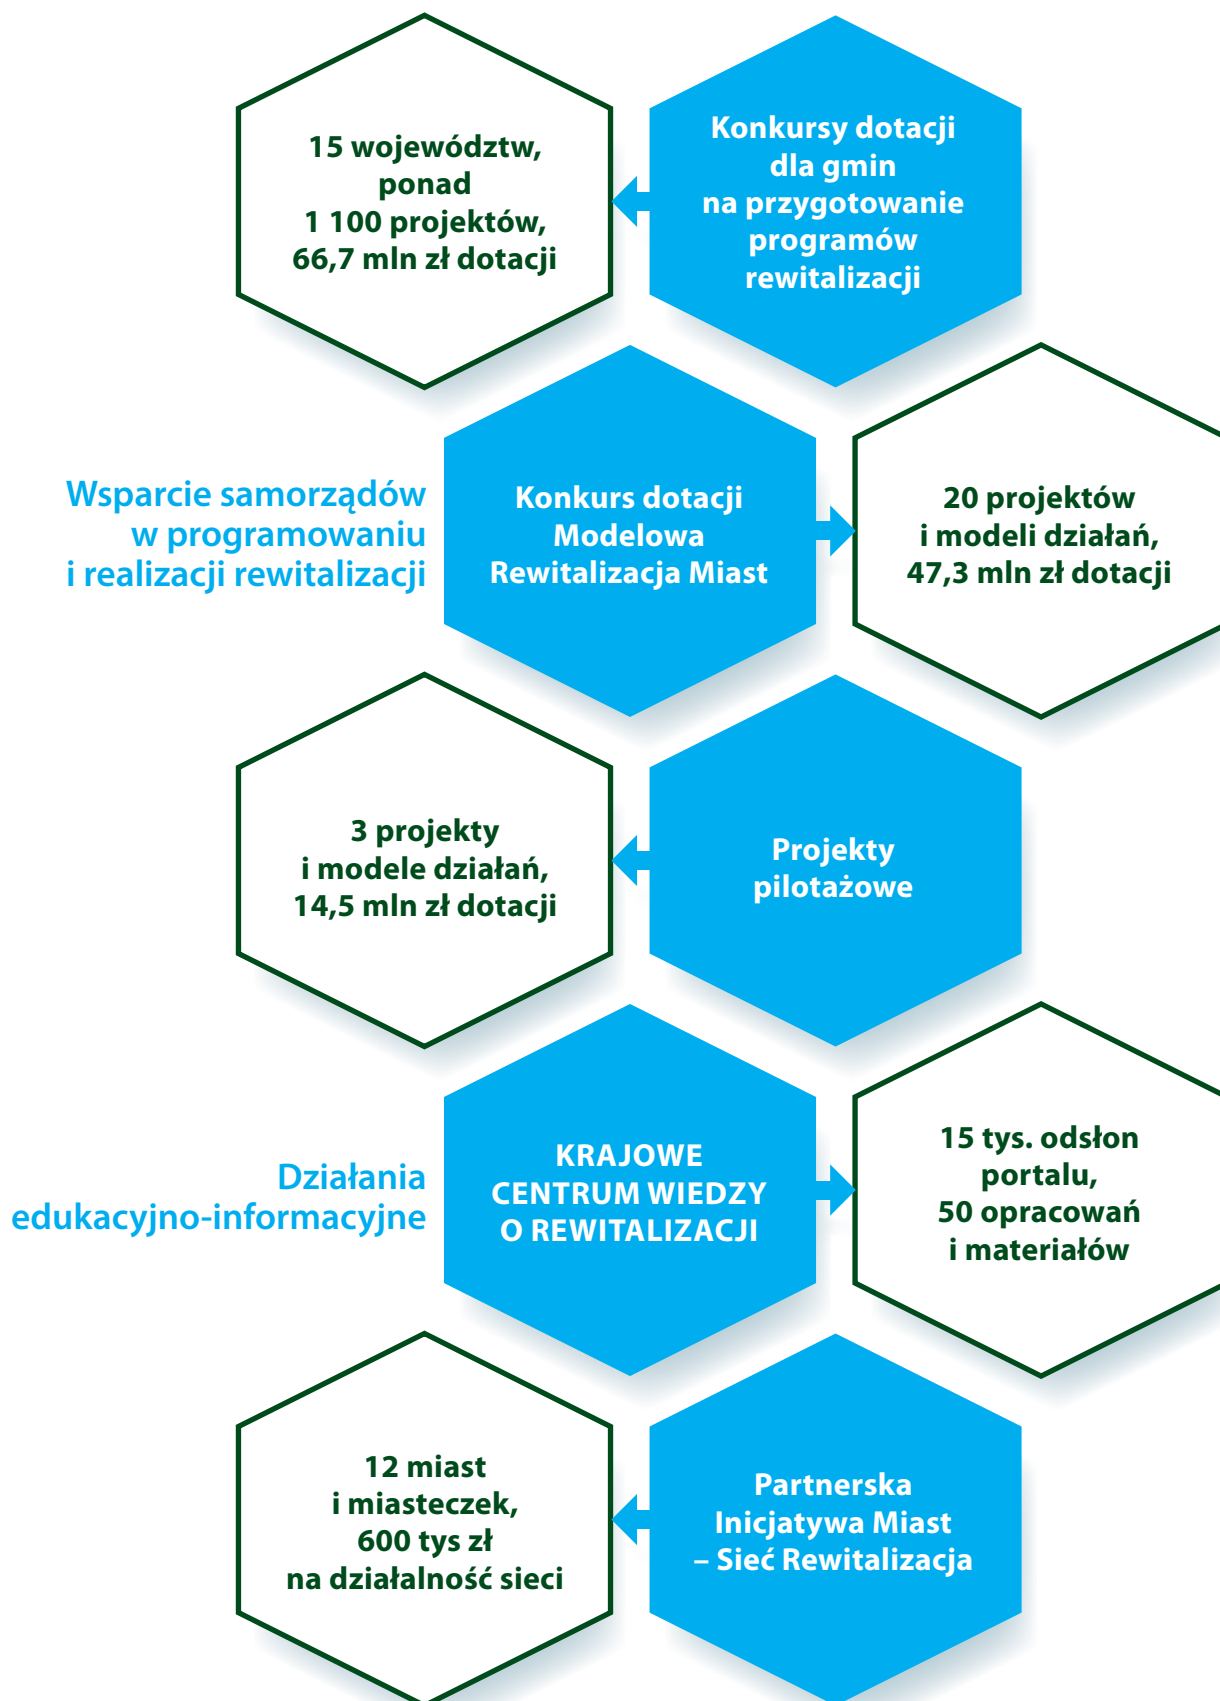 15 województw,
ponad
1 100 projektów,
66,7 mln zł dotacji
Konkursy dotacji
dla gmin
na przygotowanie
programów
rewitalizacji
Wsparcie samorządów
w programowaniu
i realizacji rewitalizacji
Konkurs dotacji
Modelowa
Rewitalizacja Miast
20 projektów
i modeli działań,
47,3 mln zł dotacji
3 projekty
i modele działań,
14,5 mln zł dotacji
Projekty
pilotażowe
Działania
edukacyjno-informacyjne
KRAJOWE
CENTRUM WIEDZY
O REWITALIZACJI
15 tys. odsłon
portalu,
50 opracowań
i materiałów
12 miast
i miasteczek,
600 tys zł
na działalność sieci
Partnerska
Inicjatywa Miast
– Sieć Rewitalizacja